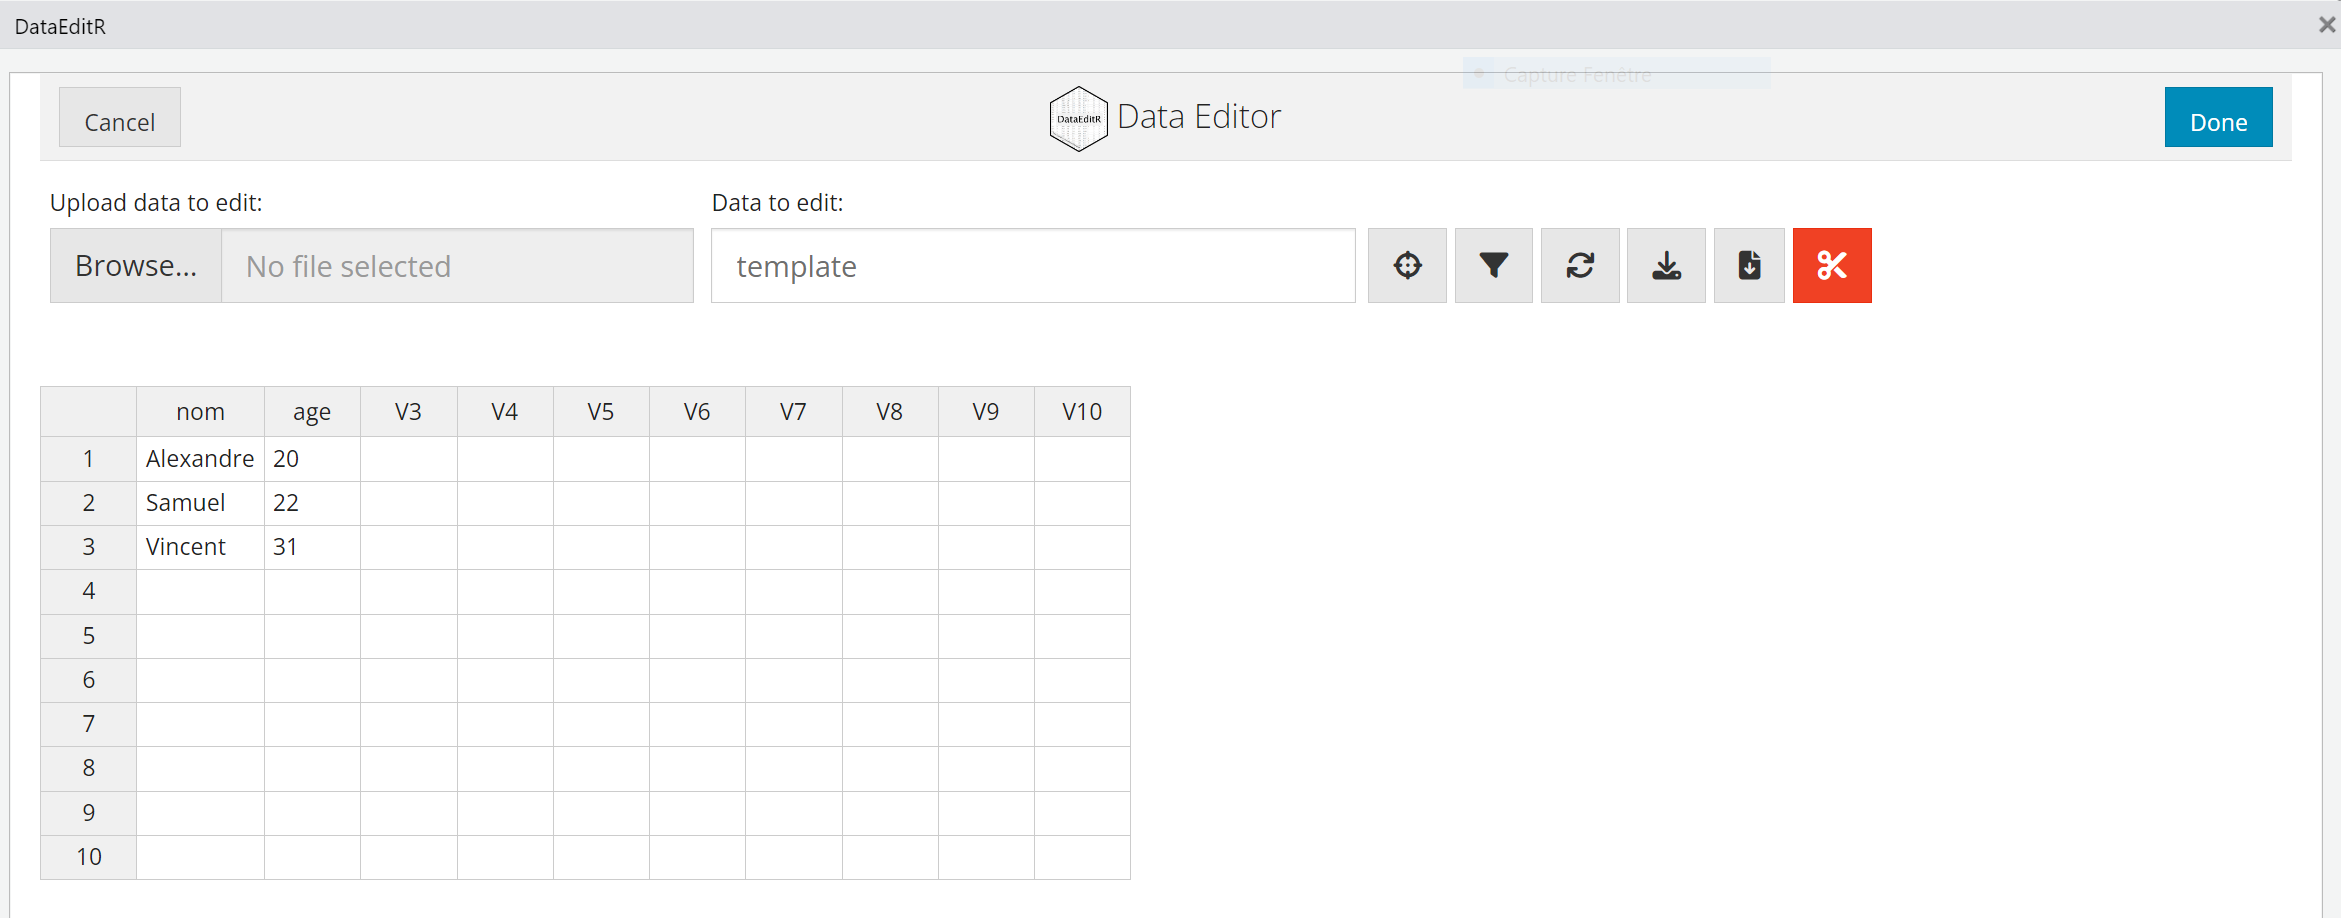 DataEditR
Capture Fenêtre
Cancel
DataEditR
Data Editor
Done
Upload data to edit:
Data to edit:
Browse...
No file selected
template
nom age V3 V4 V5 V6 V7 V8 V9 V10
1 Alexandre 20
2 Samuel 22
3 Vincent 31
4
5
6
7
8
9
10